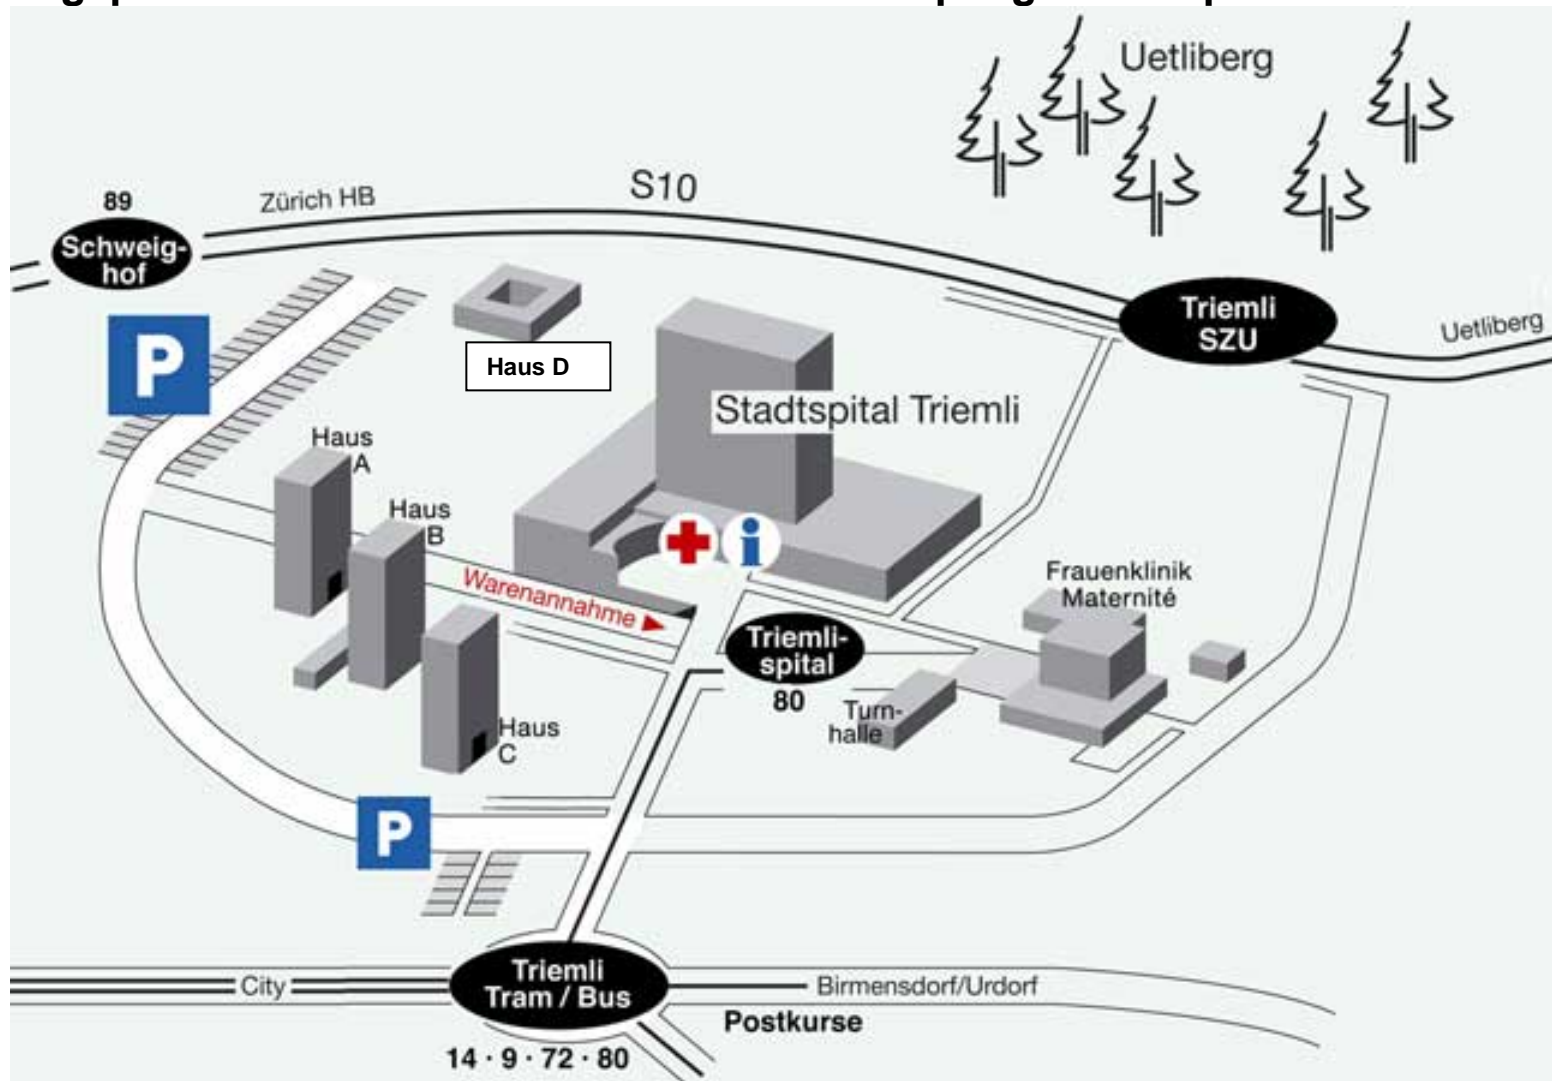 Uetliberg
S10
Zürich HB
89
Schweig-
hof
Triemli
SZU
Uetliberg
P
Haus D
Stadtspital Triemli
Haus
A
Haus
B
i
Warenannahme
Frauenklinik
Maternité
Triemli-
spital
80
Turn-
halle
Haus
C
P
Triemli
Tram / Bus
City
Birmensdorf/Urdorf
Postkurse
14 · 9 · 72 · 80